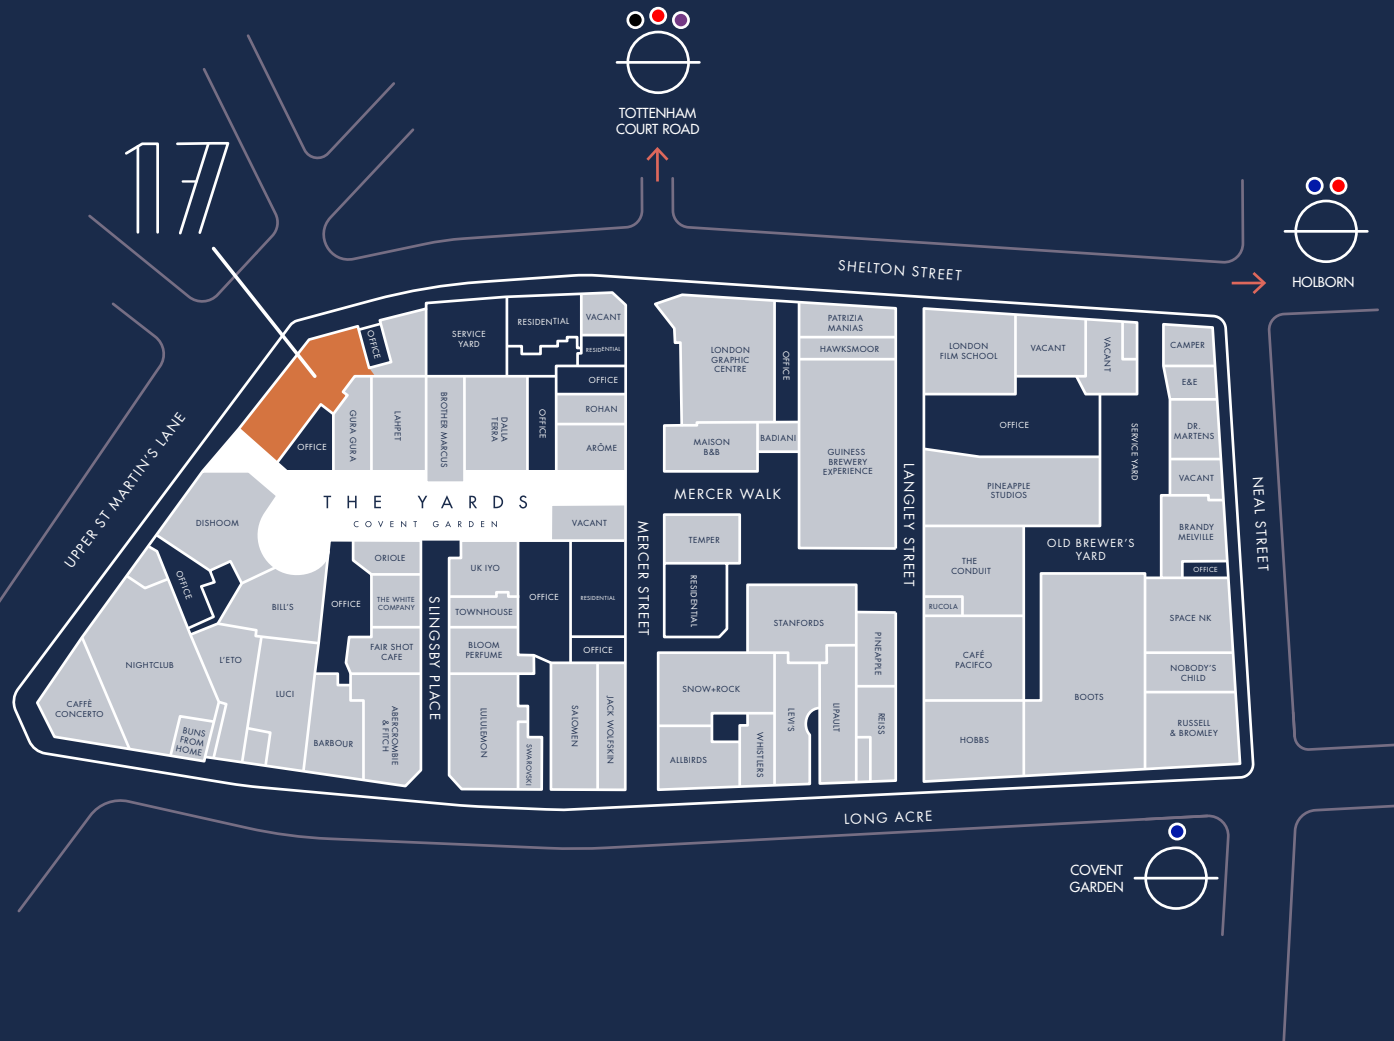 TOTTENHAM
COURT ROAD
17
HOLBORN
SHELTON STREET
UPPER ST MARTIN'S LANE
OFFICE
SERVICE
YARD
RESIDENTIAL
VACANT
RESIDENTIAL
OFFICE
ROHAN
ARÔME
OFFICE
GURA GURA
LAHPET
BROTHER MARCUS
DALLA
TERRA
OFFICE
THE YARDS
COVENT GARDEN
VACANT
DISHOOM
OFFICE
BILL'S
OFFICE
ORIOLE
THE WHITE
COMPANY
FAIR SHOT
CAFE
NIGHTCLUB
L'ETO
LUCI
CAFFÈ
CONCERTO
BUNS
FROM
HOME
BARBOUR
ABERCROMBIE
& FITCH
SLINGSBY PLACE
UK IYO
TOWNHOUSE
BLOOM
PERFUME
LULULEMON
SWAROVSKI
OFFICE
RESIDENTIAL
OFFICE
SALOMEN
JACK WOLFSKIN
MERCER STREET
LONDON
GRAPHIC
CENTRE
OFFICE
PATRIZIA
MANIAS
HAWKSMOOR
GUINESS
BREWERY
EXPERIENCE
MAISON
B&B
BADIANI
MERCER WALK
TEMPER
RESIDENTIAL
STANFORDS
PINEAPPLE
SNOW+ROCK
LEVI'S
UPAULT
REISS
ALLBIRDS
WHISTLERS
LANGLEY STREET
LONDON
FILM SCHOOL
VACANT
VACANT
OFFICE
SERVICE YARD
PINEAPPLE
STUDIOS
THE
CONDUIT
RUCOLA
CAFÉ
PACIFCO
HOBBS
OLD BREWER'S
YARD
BOOTS
CAMPER
E&E
DR.
MARTENS
VACANT
BRANDY
MELVILLE
OFFICE
SPACE NK
NOBODY'S
CHILD
RUSSELL
& BROMLEY
NEAL STREET
LONG ACRE
COVENT
GARDEN